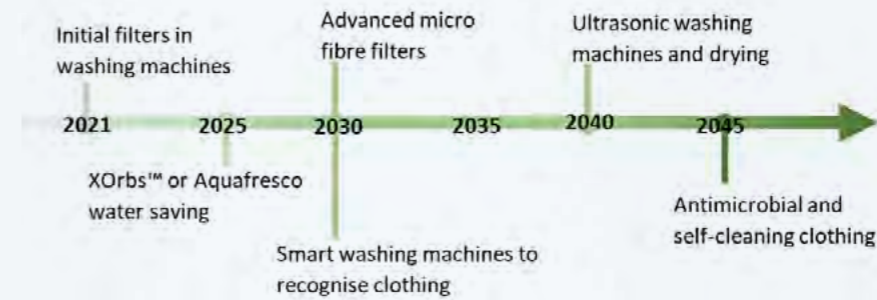 Initial filters in
washing machines
Advanced micro
fibre filters
Ultrasonic washing
machines and drying
2021 2025 2030 2035 2040 2045
XOrbs™ or Aquafresco
water saving
Smart washing machines to
recognise clothing
Antimicrobial and
self-cleaning clothing